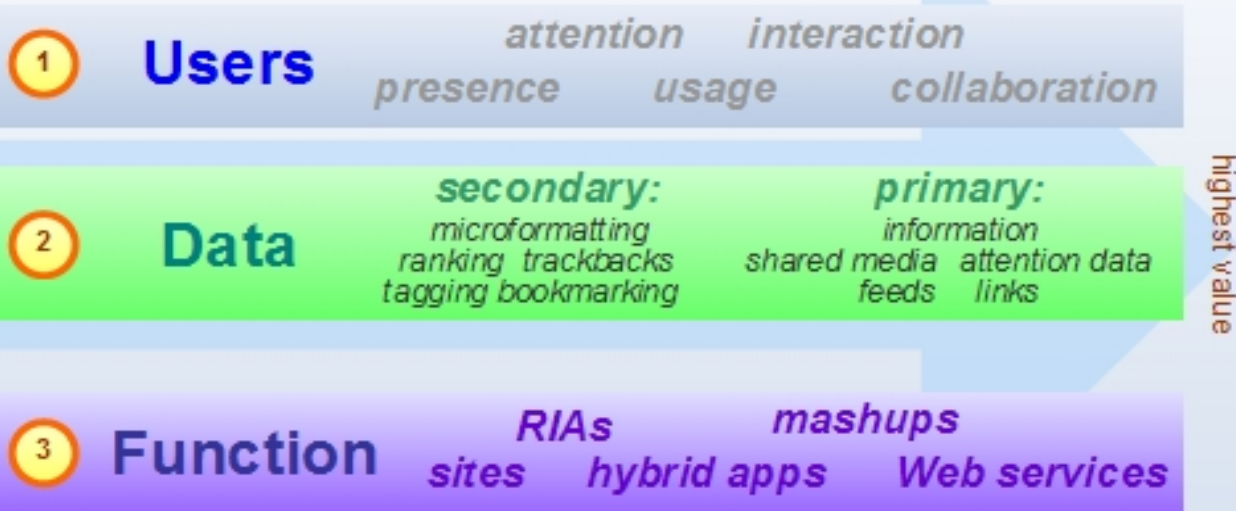 1
Users
attention interaction
presence usage collaboration
2
Data
secondary:
microformatting
ranking trackbacks
tagging bookmarking
primary:
information
shared media attention data
feeds links
highest value
3
Function
RIAs mashups
sites hybrid apps Web services